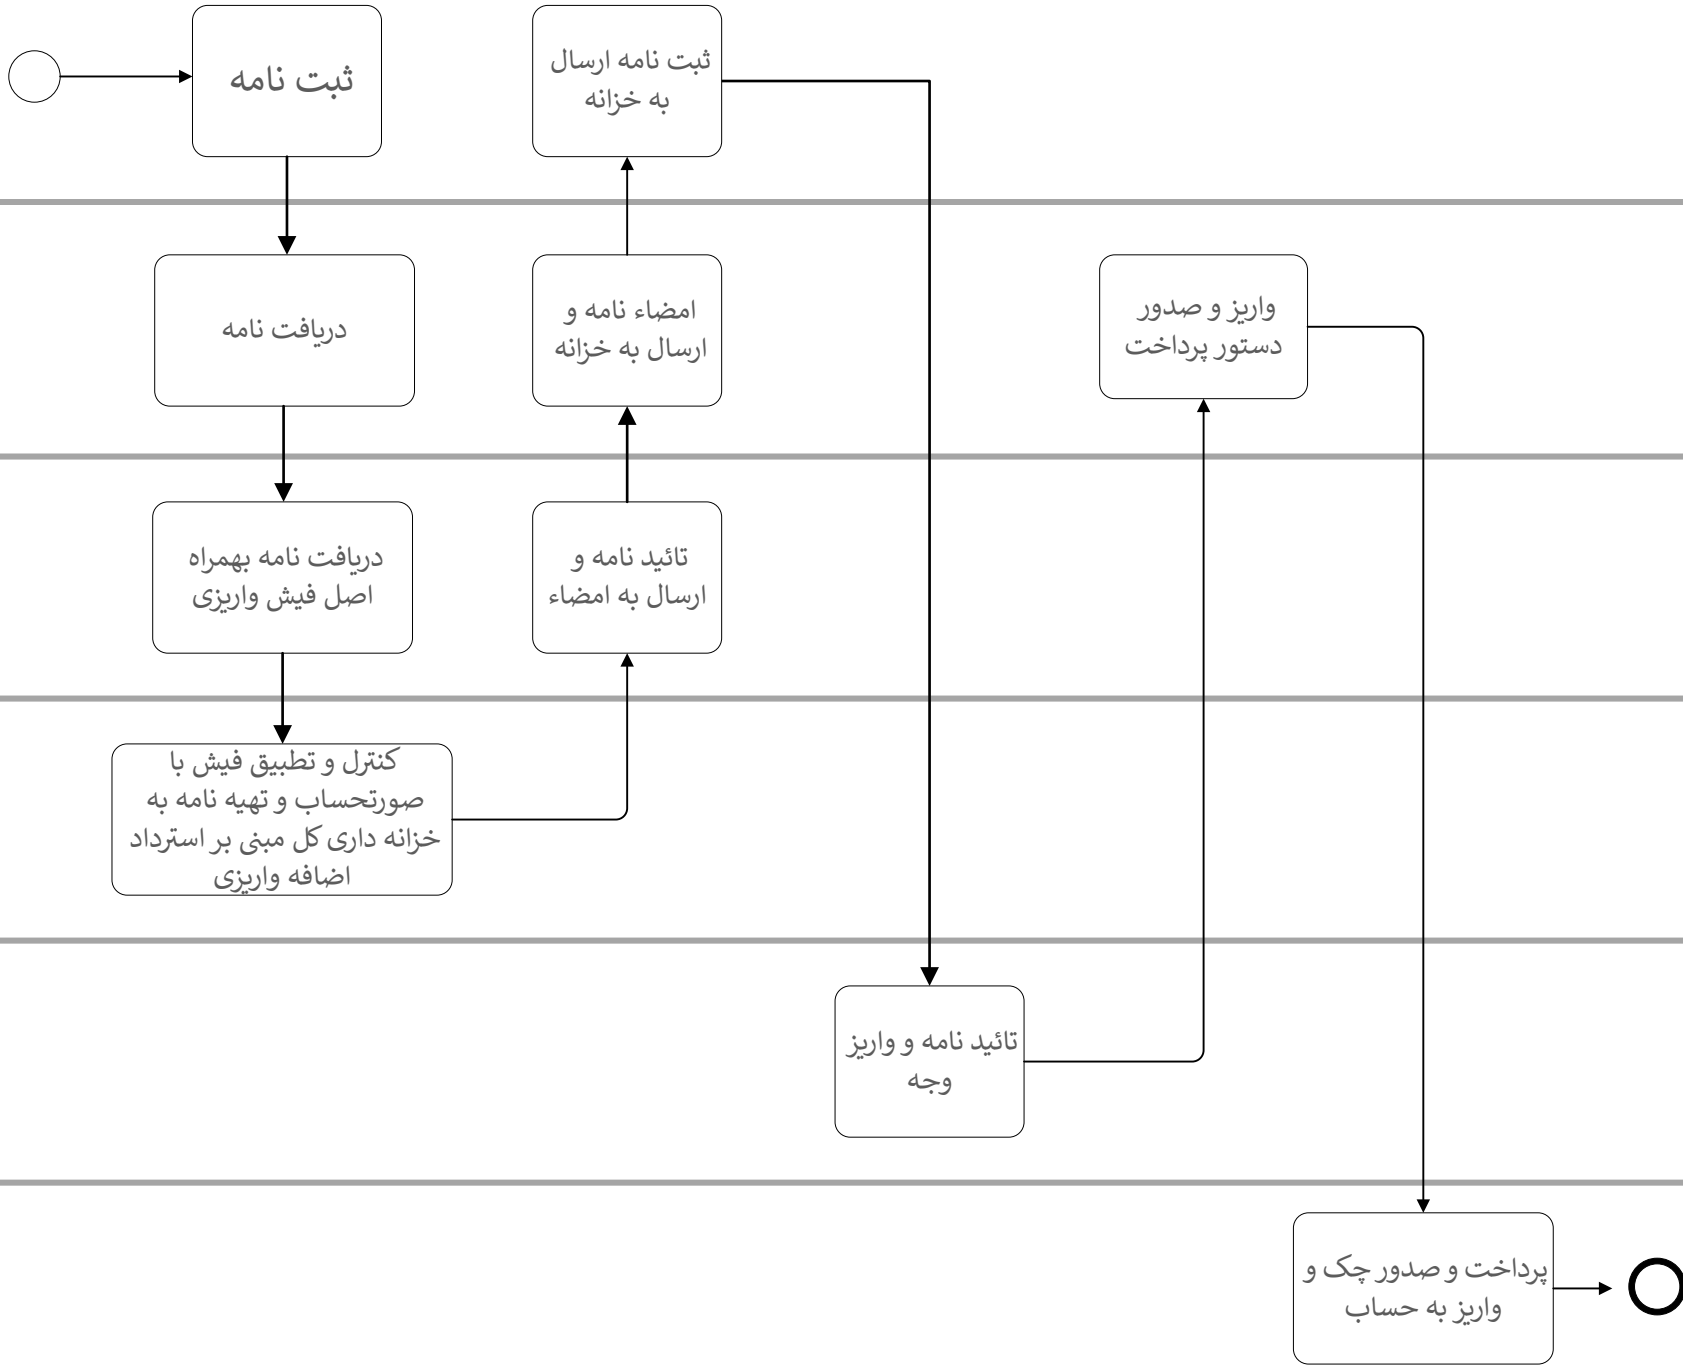 ثبت نامه
ثبت نامه ارسال
به خزانه
دریافت نامه
امضاء نامه و
ارسال به خزانه
واریز و صدور
دستور پرداخت
دریافت نامه بهمراه
اصل فیش واریزی
تائید نامه و
ارسال به امضاء
کنترل و تطبیق فیش با
صورتحساب و تهیه نامه به
خزانه داری کل مبنی بر استرداد
اضافه واریزی
تائید نامه و واریز
وجه
پرداخت و صدور چک و
واریز به حساب